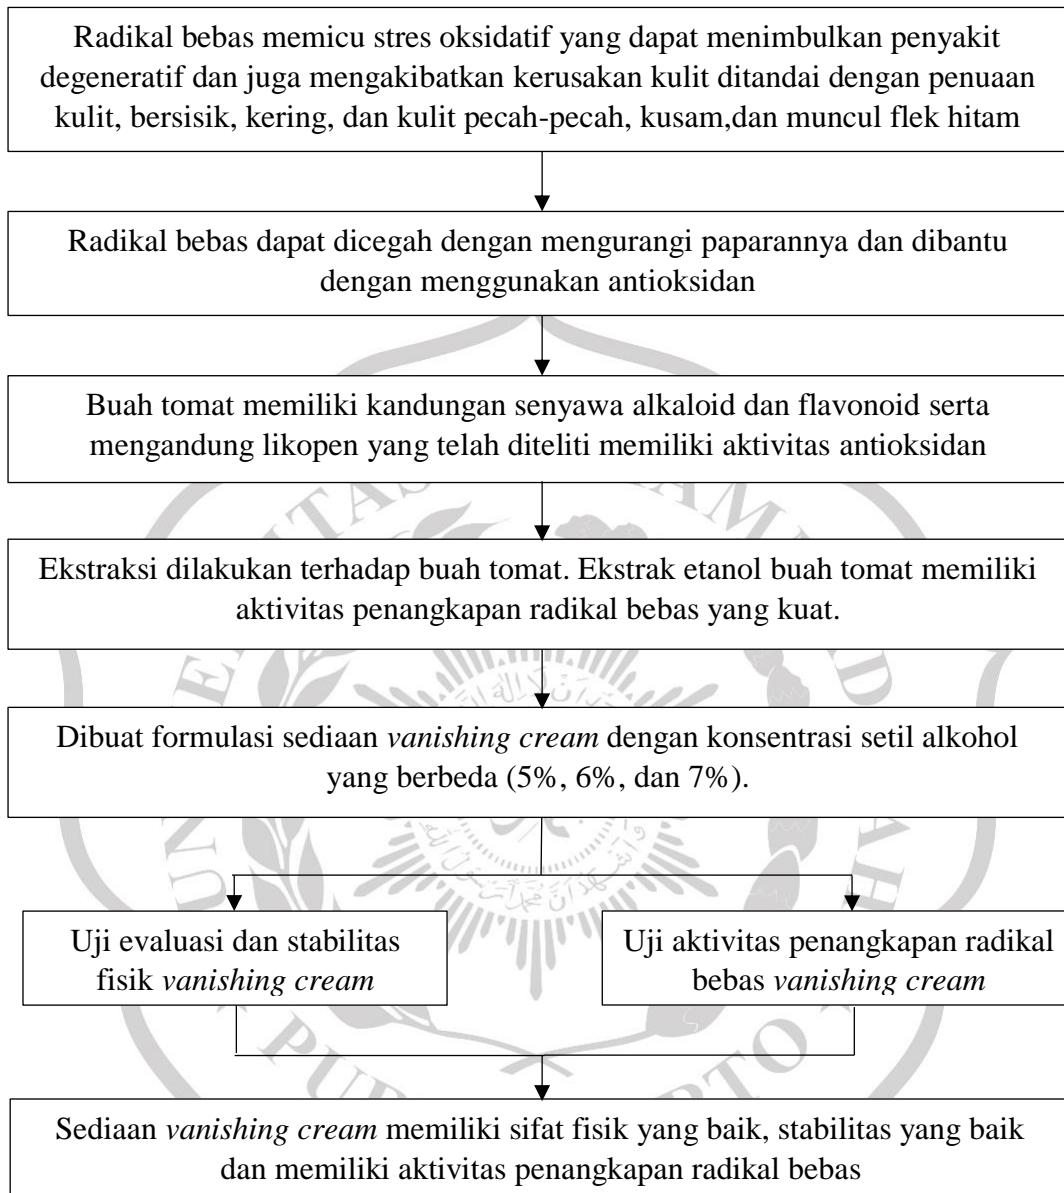 Radikal bebas memicu stres oksidatif yang dapat menimbulkan penyakit
degeneratif dan juga mengakibatkan kerusakan kulit ditandai dengan penuaan
kulit, bersisik, kering, dan kulit pecah-pecah, kusam,dan muncul flek hitam
Radikal bebas dapat dicegah dengan mengurangi paparannya dan dibantu
dengan menggunakan antioksidan
Buah tomat memiliki kandungan senyawa alkaloid dan flavonoid serta
mengandung likopen yang telah diteliti memiliki aktivitas antioksidan
Ekstraksi dilakukan terhadap buah tomat. Ekstrak etanol buah tomat memiliki
aktivitas penangkapan radikal bebas yang kuat.
Dibuat formulasi sediaan vanishing cream dengan konsentrasi setil alkohol
yang berbeda (5%, 6%, dan 7%).
Uji evaluasi dan stabilitas
fisik vanishing cream
Uji aktivitas penangkapan radikal
bebas vanishing cream
Sediaan vanishing cream memiliki sifat fisik yang baik, stabilitas yang baik
dan memiliki aktivitas penangkapan radikal bebas